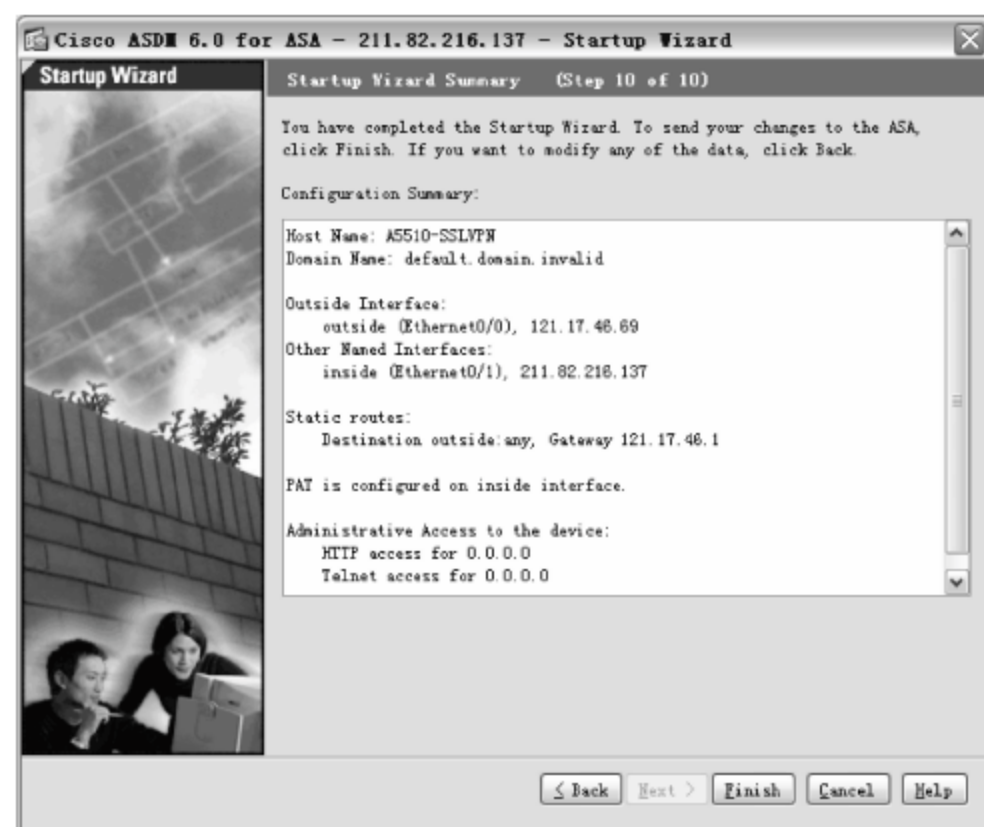 Cisco ASDM 6.0 for ASA - 211.82.216.137 - Startup Wizard
Startup Wizard
Startup Wizard Summary (Step 10 of 10)
You have completed the Startup Wizard. To send your changes to the ASA,
click Finish. If you want to modify any of the data, click Back.
Configuration Summary:
Host Name: A5510-SSLVPN
Domain Name: default.domain.invalid
Outside Interface:
outside (Ethernet0/0), 121.17.46.69
Other Named Interfaces:
inside (Ethernet0/1), 211.82.216.137
Static routes:
Destination outside:any, Gateway 121.17.46.1
PAT is configured on inside interface.
Administrative Access to the device:
HTTP access for 0.0.0.0
Telnet access for 0.0.0.0
< Back Next > Finish Cancel Help